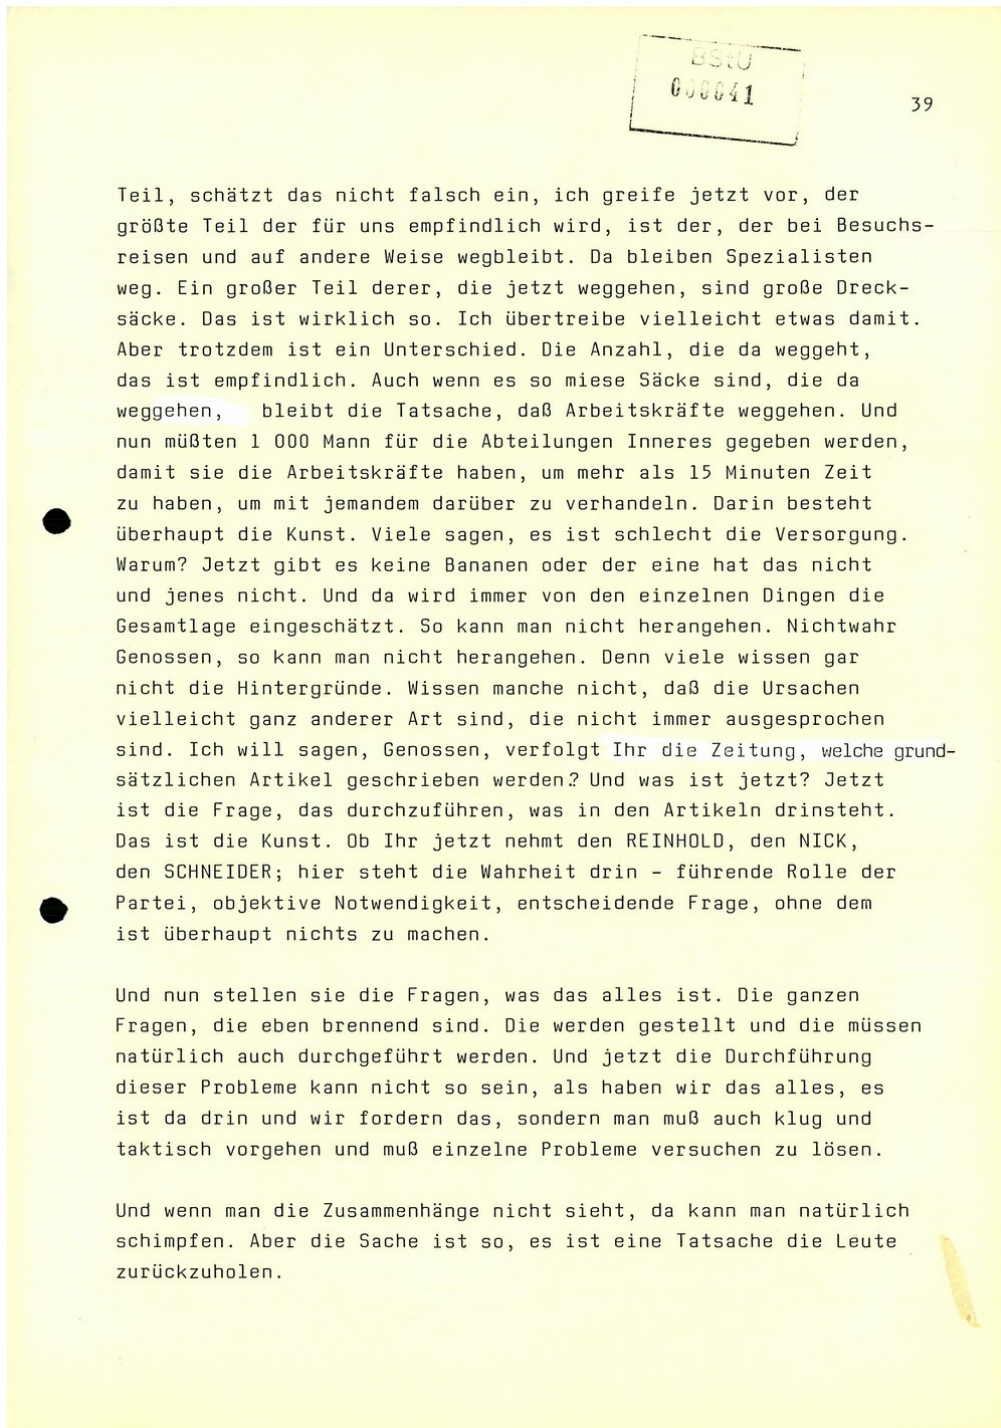 BStU
000041
39
Teil, schätzt das nicht falsch ein, ich greife jetzt vor, der
größte Teil der für uns empfindlich wird, ist der, der bei Besuchs-
reisen und auf andere Weise wegbleibt. Da bleiben Spezialisten
weg. Ein großer Teil derer, die jetzt weggehen, sind große Dreck-
säcke. Das ist wirklich so. Ich übertreibe vielleicht etwas damit.
Aber trotzdem ist ein Unterschied. Die Anzahl, die da weggeht,
das ist empfindlich. Auch wenn es so miese Säcke sind, die da
weggehen, bleibt die Tatsache, daß Arbeitskräfte weggehen. Und
nun müßten 1 000 Mann für die Abteilungen Inneres gegeben werden,
damit sie die Arbeitskräfte haben, um mehr als 15 Minuten Zeit
zu haben, um mit jemandem darüber zu verhandeln. Darin besteht
überhaupt die Kunst. Viele sagen, es ist schlecht die Versorgung.
Warum? Jetzt gibt es keine Bananen oder der eine hat das nicht
und jenes nicht. Und da wird immer von den einzelnen Dingen die
Gesamtlage eingeschätzt. So kann man nicht herangehen. Nichtwahr
Genossen, so kann man nicht herangehen. Denn viele wissen gar
nicht die Hintergründe. Wissen manche nicht, daß die Ursachen
vielleicht ganz anderer Art sind, die nicht immer ausgesprochen
sind. Ich will sagen, Genossen, verfolgt Ihr die Zeitung, welche grund-
sätzlichen Artikel geschrieben werden? Und was ist jetzt? Jetzt
ist die Frage, das durchzuführen, was in den Artikeln drinsteht.
Das ist die Kunst. Ob Ihr jetzt nehmt den REINHOLD, den NICK,
den SCHNEIDER; hier steht die Wahrheit drin - führende Rolle der
Partei, objektive Notwendigkeit, entscheidende Frage, ohne dem
ist überhaupt nichts zu machen.
Und nun stellen sie die Fragen, was das alles ist. Die ganzen
Fragen, die eben brennend sind. Die werden gestellt und die müssen
natürlich auch durchgeführt werden. Und jetzt die Durchführung
dieser Probleme kann nicht so sein, als haben wir das alles, es
ist da drin und wir fordern das, sondern man muß auch klug und
taktisch vorgehen und muß einzelne Probleme versuchen zu lösen.
Und wenn man die Zusammenhänge nicht sieht, da kann man natürlich
schimpfen. Aber die Sache ist so, es ist eine Tatsache die Leute
zurückzuholen.